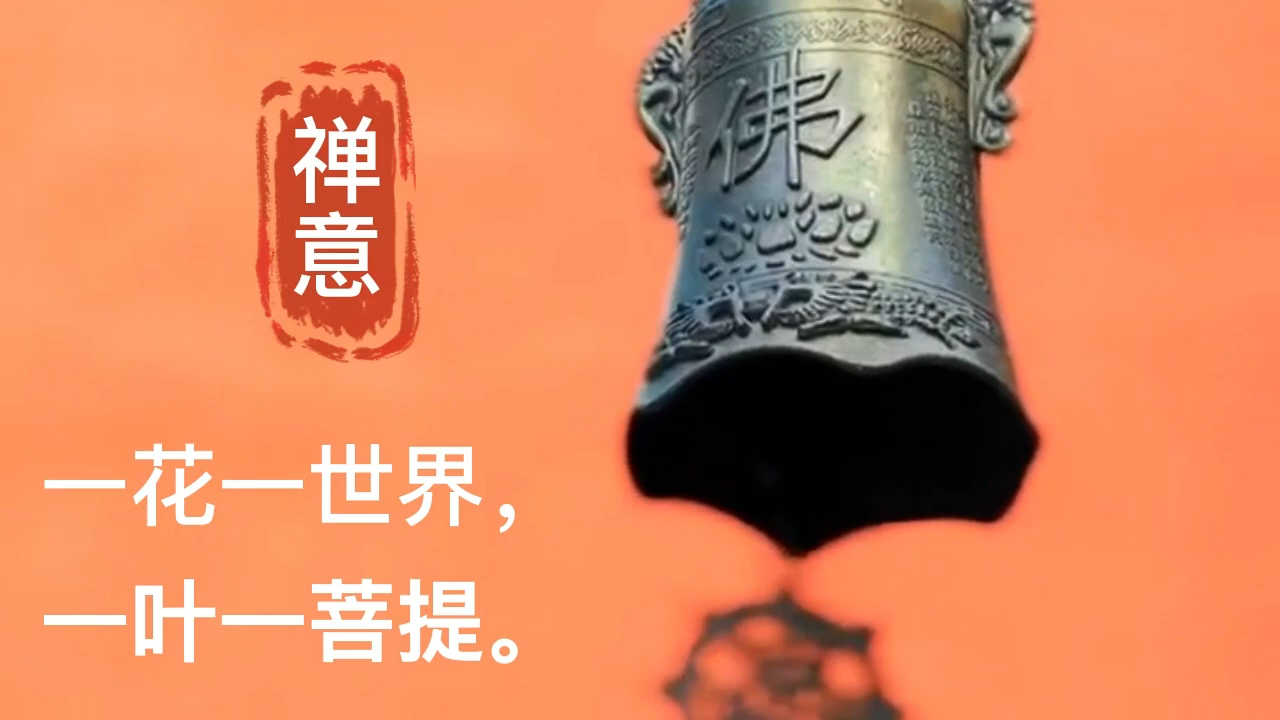 禅意
佛
一花一世界，
一叶一菩提。